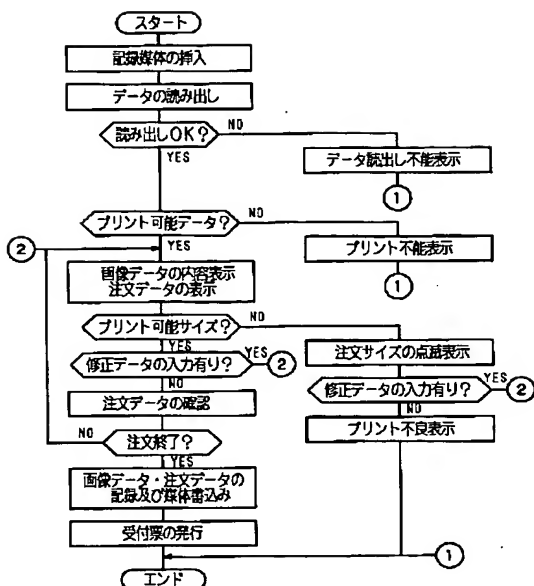 スタート
記録媒体の挿入
データの読み出し
読み出しOK?
NO
YES
データ読出し不能表示
①
プリント可能データ?
NO
YES
②
プリント不能表示
①
画像データの内容表示
注文データの表示
プリント可能サイズ?
NO
YES
注文サイズの点滅表示
修正データの入力有り?
YES
②
NO
修正データの入力有り?
YES
②
NO
注文データの確認
プリント不良表示
NO
注文終了?
YES
画像データ・注文データの
記録及び媒体書込み
受付票の発行
①
エンド